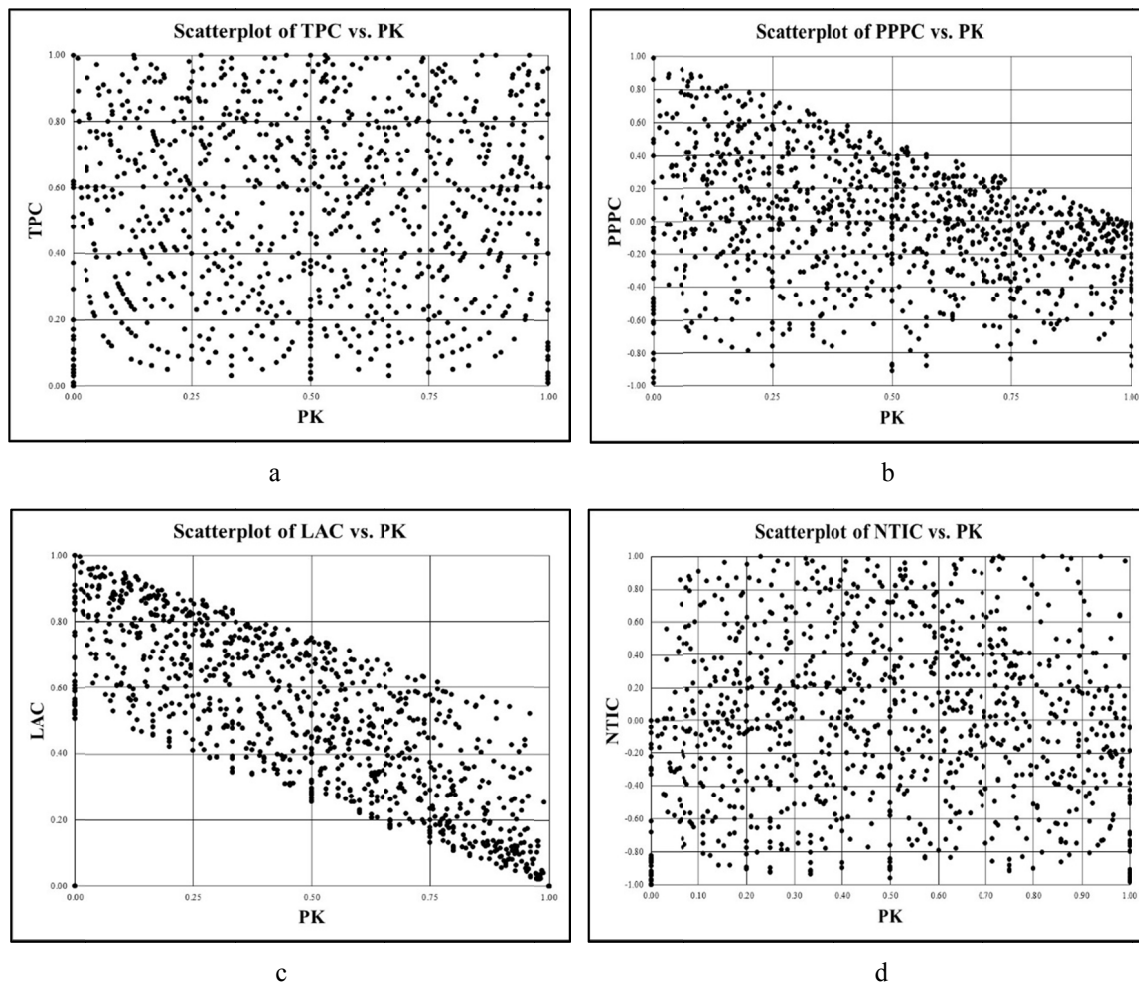 Scatterplot of TPC vs. PK
1.00
0.80
0.60
0.40
0.20
0.00
TPC
0.00 0.25 0.50 0.75 1.00
PK
a
Scatterplot of PPPC vs. PK
1.00
0.80
0.60
0.40
0.20
0.00
-0.20
-0.40
-0.60
-0.80
-1.00
PPPC
0.00 0.25 0.50 0.75 1.00
PK
b
Scatterplot of LAC vs. PK
1.00
0.80
0.60
0.40
0.20
0.00
LAC
0.00 0.25 0.50 0.75 1.00
PK
c
Scatterplot of NTIC vs. PK
1.00
0.80
0.60
0.40
0.20
0.00
-0.20
-0.40
-0.60
-0.80
-1.00
NTIC
0.00 0.10 0.20 0.30 0.40 0.50 0.60 0.70 0.80 0.90 1.00
PK
d